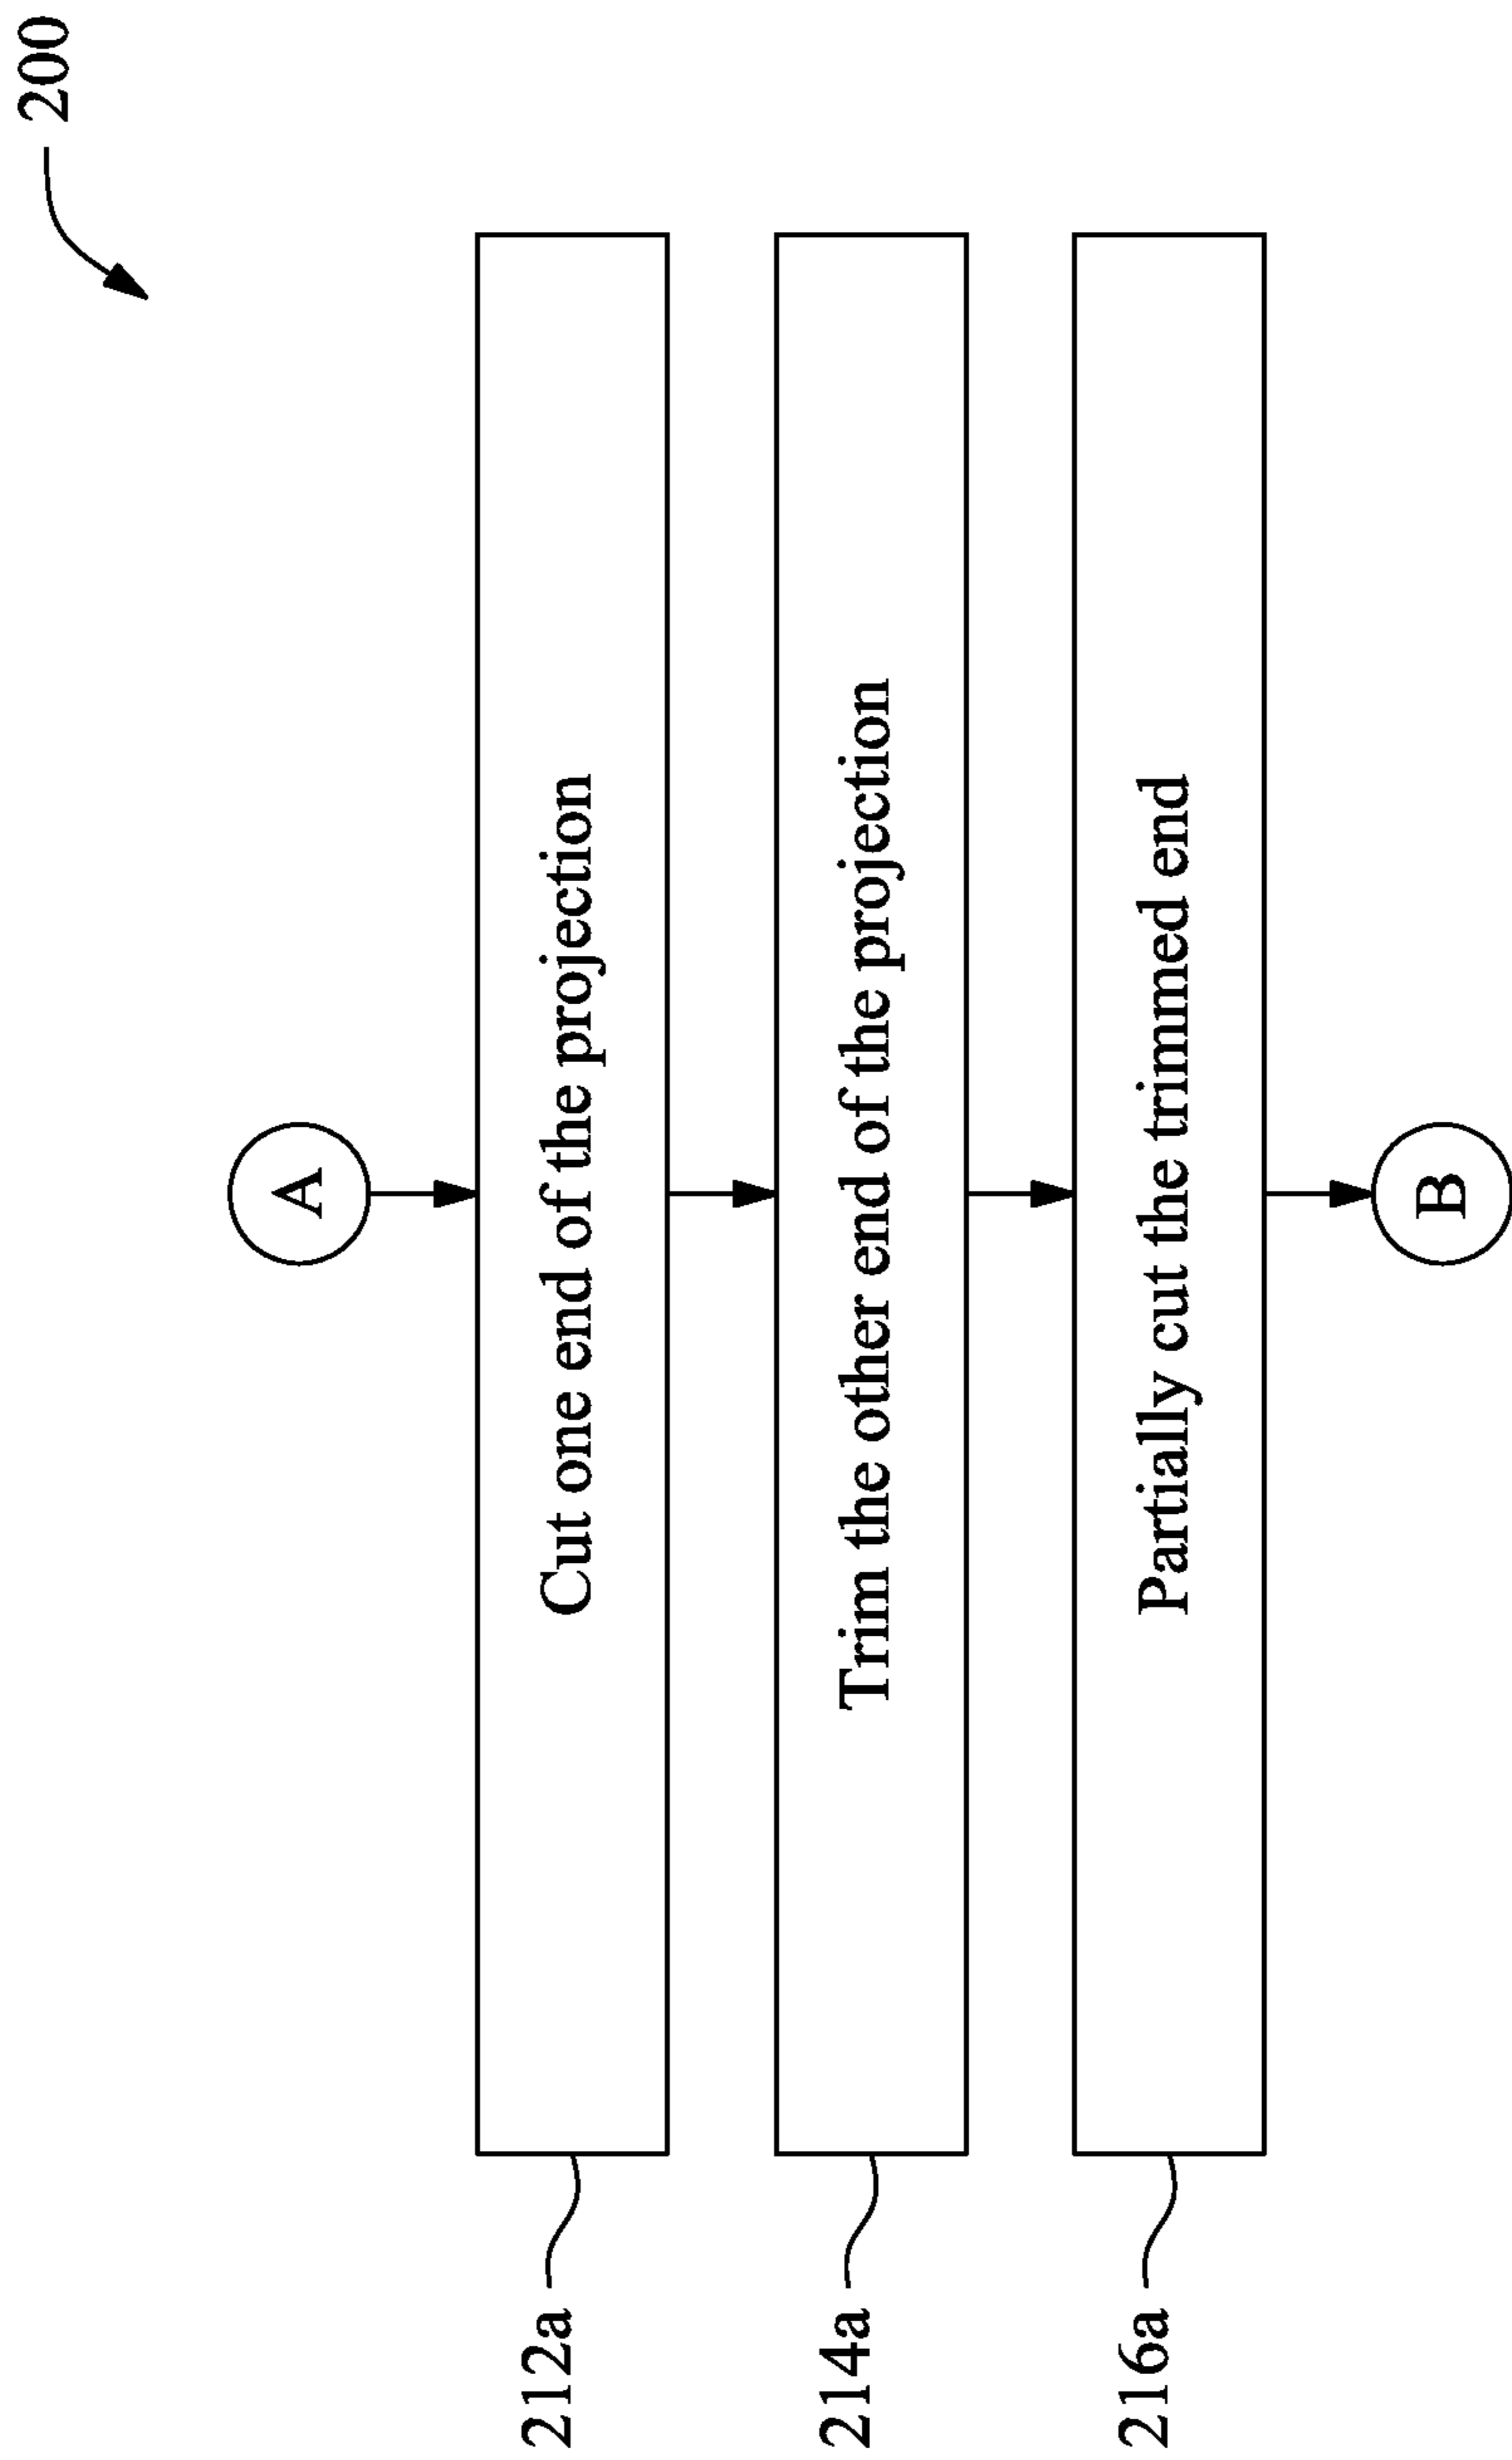 200
A
212a
Cut one end of the projection
214a
Trim the other end of the projection
216a
Partially cut the trimmed end
B